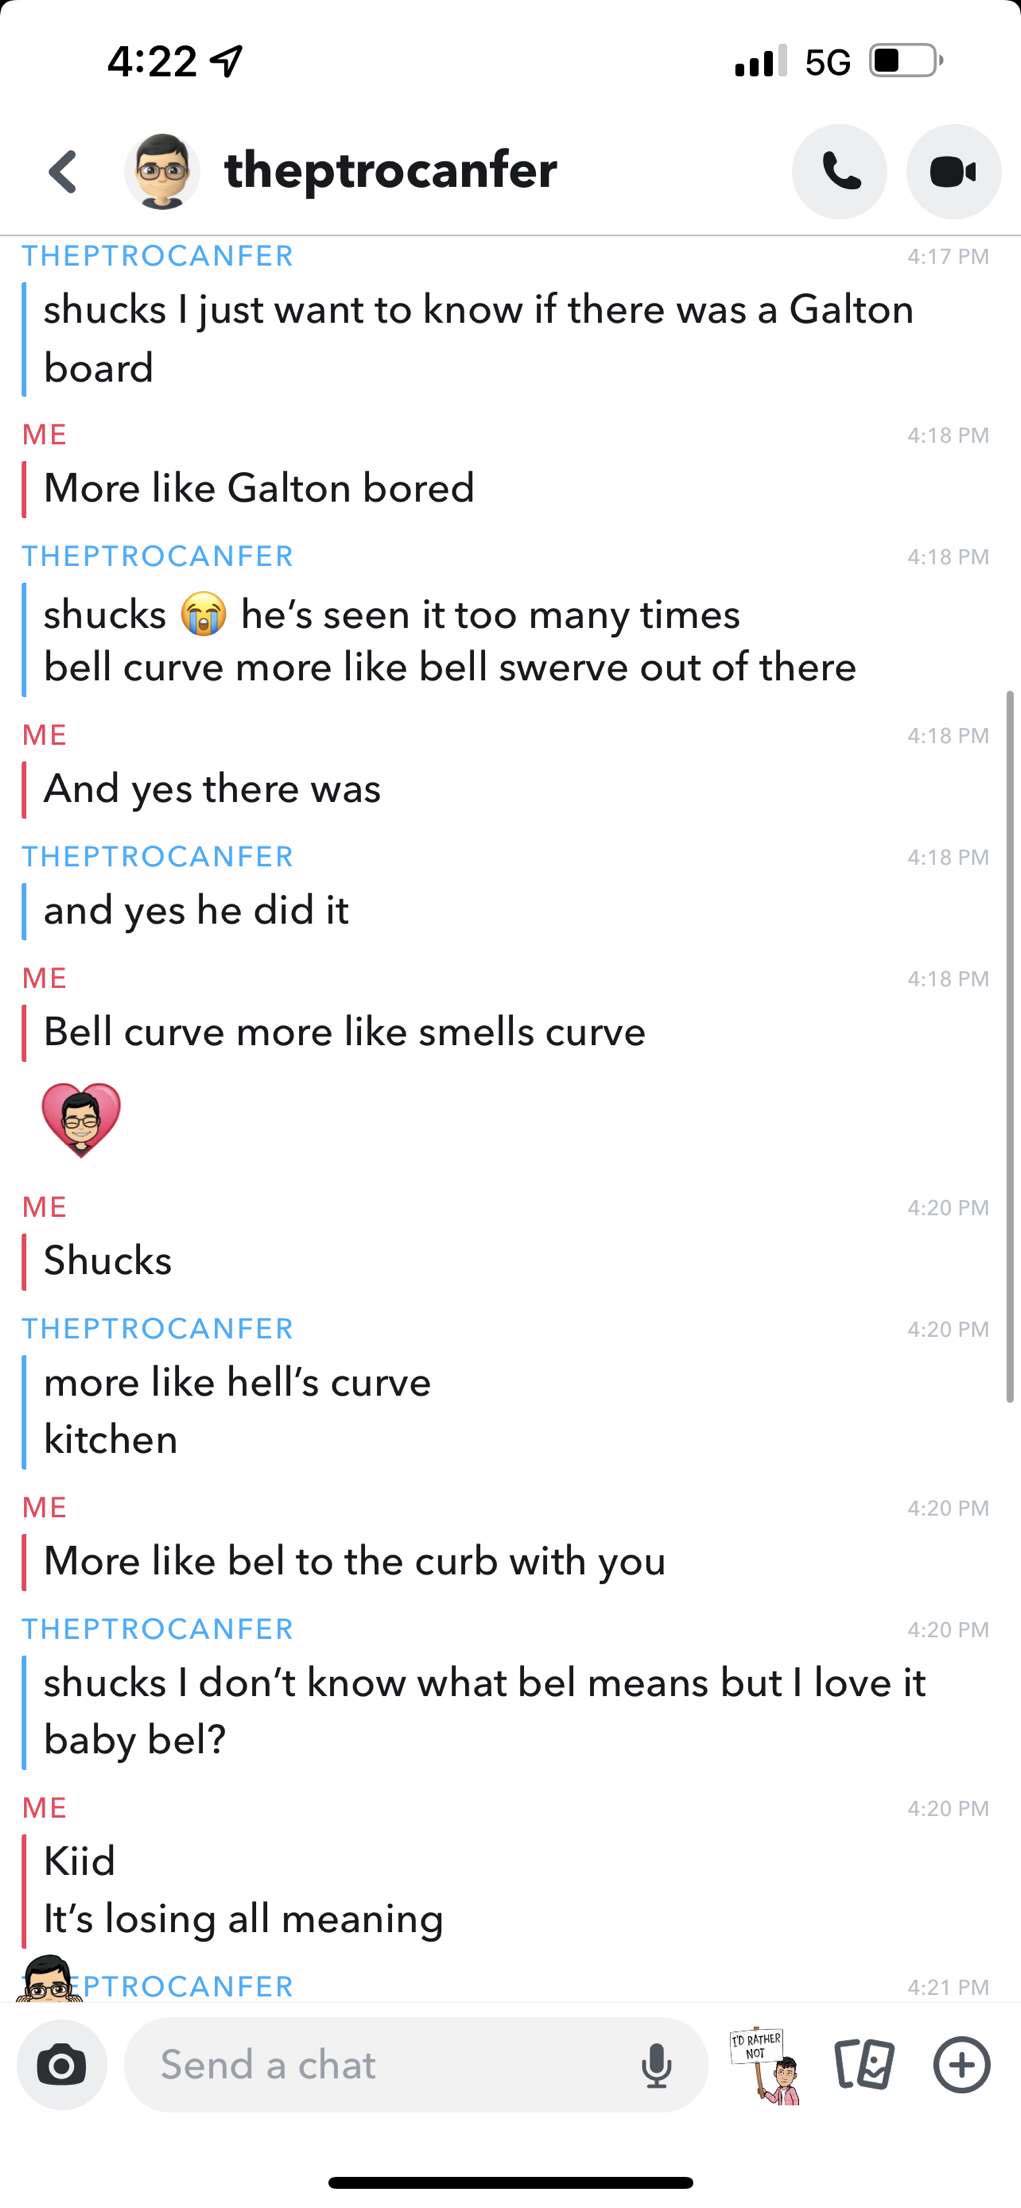 4:22
5G
theptrocanfer
THEPTROCANFER
4:17 PM
shucks I just want to know if there was a Galton
board
ME
4:18 PM
More like Galton bored
THEPTROCANFER
4:18 PM
shucks 😭 he's seen it too many times
bell curve more like bell swerve out of there
ME
4:18 PM
And yes there was
THEPTROCANFER
4:18 PM
and yes he did it
ME
4:18 PM
Bell curve more like smells curve
ME
4:20 PM
Shucks
THEPTROCANFER
4:20 PM
more like hell's curve
kitchen
ME
4:20 PM
More like bel to the curb with you
THEPTROCANFER
4:20 PM
shucks I don't know what bel means but I love it
baby bel?
ME
4:20 PM
Kiid
It's losing all meaning
EPTROCANFER
4:21 PM
Send a chat
I'D RATHER
NOT